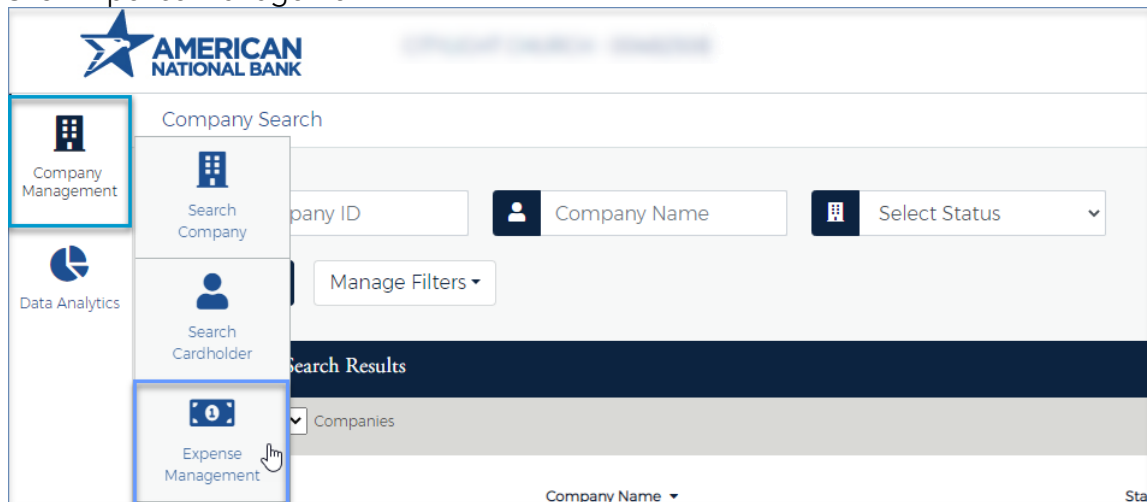 AMERICAN
NATIONAL BANK
Company Search
Company
Management
Search
Company
pany ID
Company Name
Select Status
Data Analytics
Manage Filters
Search
Cardholder
Search Results
Companies
Expense
Management
Company Name
Sta